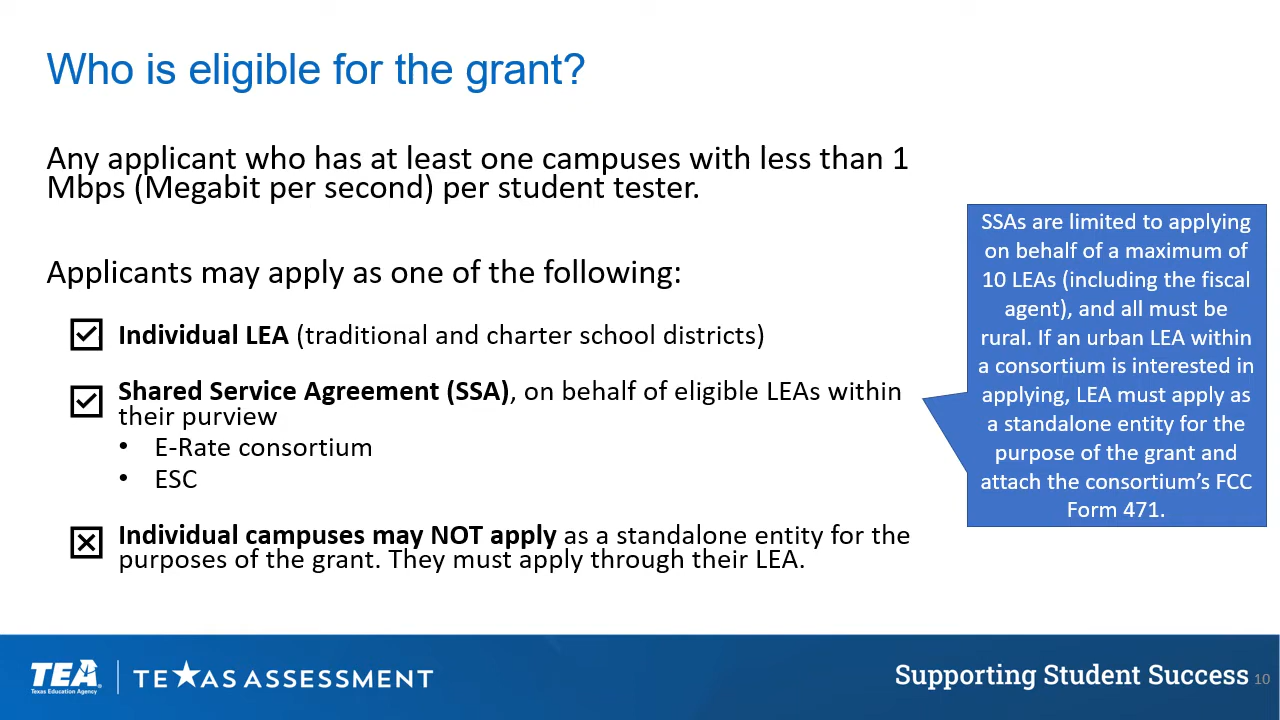 Who is eligible for the grant?
Any applicant who has at least one campuses with less than 1
Mbps (Megabit per second) per student tester.
Applicants may apply as one of the following:
Individual LEA (traditional and charter school districts)
Shared Service Agreement (SSA), on behalf of eligible LEAs within
their purview
• E-Rate consortium
• ESC
Individual campuses may NOT apply as a standalone entity for the
purposes of the grant. They must apply through their LEA.
SSAs are limited to applying
on behalf of a maximum of
10 LEAs (including the fiscal
agent), and all must be
rural. If an urban LEA within
a consortium is interested in
applying, LEA must apply as
a standalone entity for the
purpose of the grant and
attach the consortium’s FCC
Form 471.
TEA
Texas Education Agency
TEXAS ASSESSMENT
Supporting Student Success
10